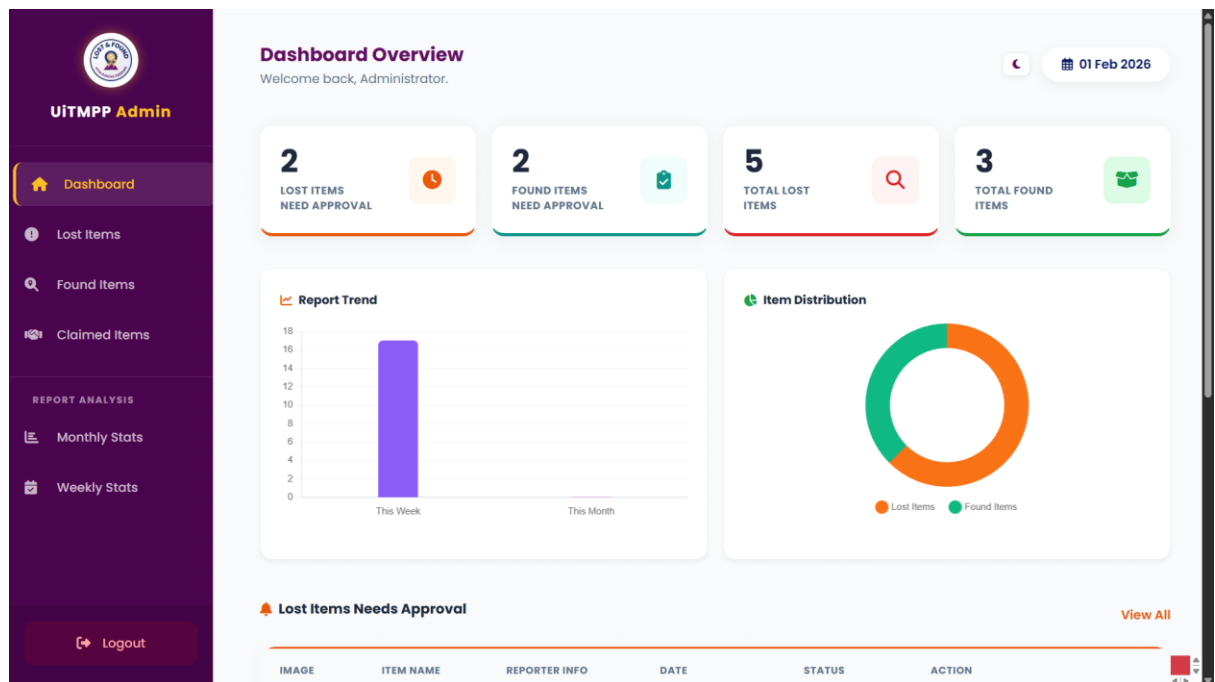 LOST & FOUND
UiTMPP Admin
Dashboard
Lost Items
Found Items
Claimed Items
REPORT ANALYSIS
Monthly Stats
Weekly Stats
Logout
Dashboard Overview
Welcome back, Administrator.
01 Feb 2026
2
LOST ITEMS
NEED APPROVAL
2
FOUND ITEMS
NEED APPROVAL
5
TOTAL LOST
ITEMS
3
TOTAL FOUND
ITEMS
Report Trend
18
16
14
12
10
8
6
4
2
0
This Week
This Month
Item Distribution
Lost Items
Found Items
Lost Items Needs Approval
View All
IMAGE
ITEM NAME
REPORTER INFO
DATE
STATUS
ACTION